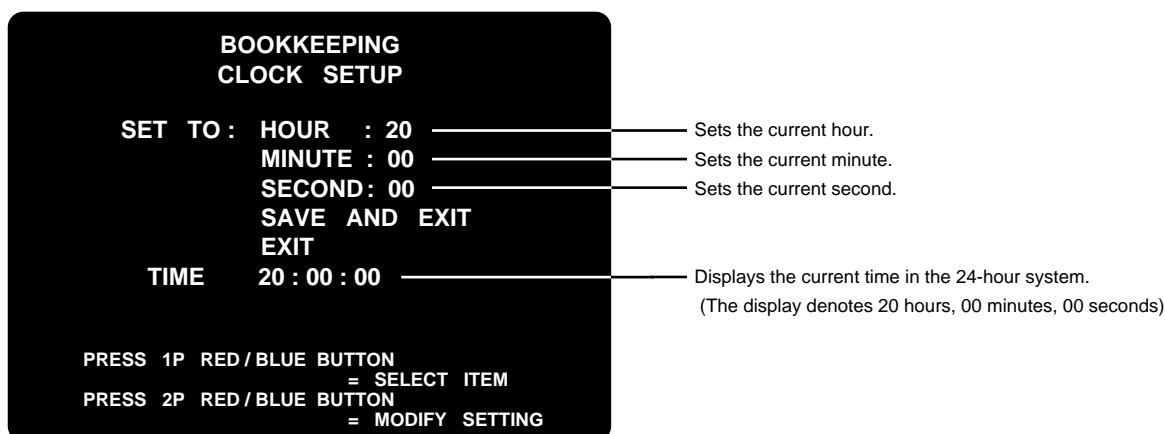 BOOKKEEPING
CLOCK SETUP
SET TO : HOUR : 20
Sets the current hour.
MINUTE : 00
Sets the current minute.
SECOND : 00
Sets the current second.
SAVE AND EXIT
EXIT
TIME 20 : 00 : 00
Displays the current time in the 24-hour system.
(The display denotes 20 hours, 00 minutes, 00 seconds)
PRESS 1P RED / BLUE BUTTON
= SELECT ITEM
PRESS 2P RED / BLUE BUTTON
= MODIFY SETTING